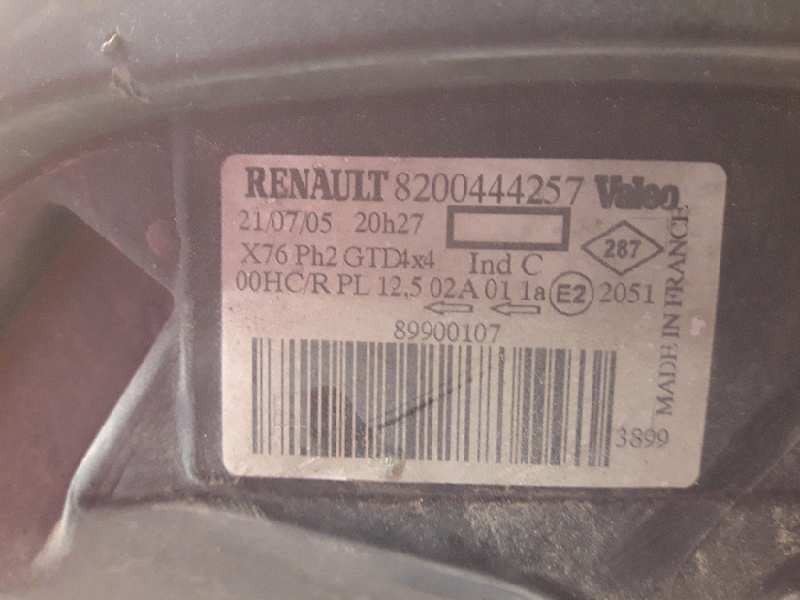 RENAULT 8200444257 Valeo
21/07/05 20h27
287
X76 Ph2 GTD4x4 Ind C
00HC/R PL 12,5 02A 01 1a E2 2051
89900107
3899
MADE IN FRANCE